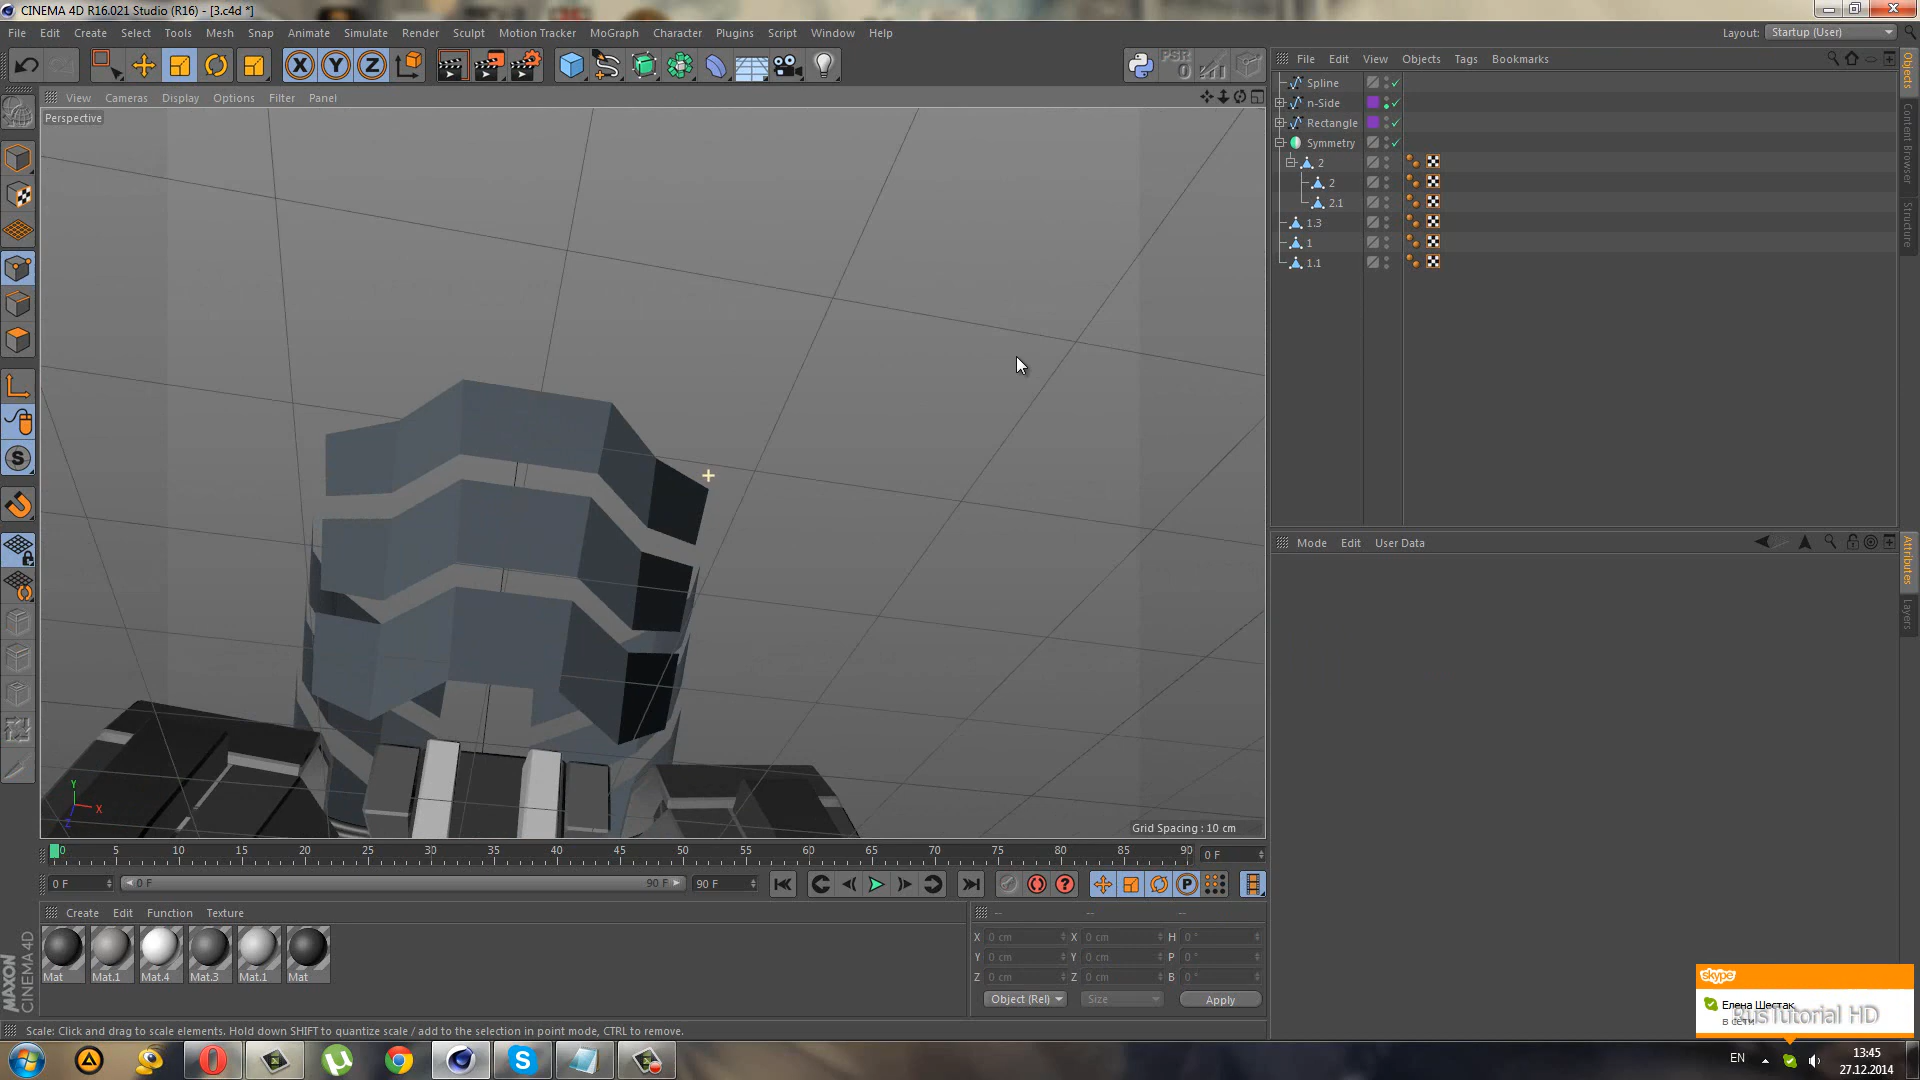 CINEMA 4D R16.021 Studio (R16) - [3.c4d *]
File Edit Create Select Tools Mesh Snap Animate Simulate Render Sculpt Motion Tracker MoGraph Character Plugins Script Window Help
Layout: Startup (User)
X Y Z
PSR
0
File Edit View Objects Tags Bookmarks
View Cameras Display Options Filter Panel
Perspective
Spline
n-Side
Rectangle
Symmetry
2
2
2.1
1.3
1
1.1
Objects
Content Browser
Structure
Mode Edit User Data
Attributes
Layers
Y
X
Z
Grid Spacing : 10 cm
0 5 10 15 20 25 30 35 40 45 50 55 60 65 70 75 80 85 90
0 F
0 F
0 F
90 F
90 F
Create Edit Function Texture
-- -- --
Mat Mat.1 Mat.4 Mat.3 Mat.1 Mat
X 0 cm X 0 cm H 0 °
Y 0 cm Y 0 cm P 0 °
Z 0 cm Z 0 cm B 0 °
Object (Rel) Size Apply
MAXON
CINEMA 4D
Scale: Click and drag to scale elements. Hold down SHIFT to quantize scale / add to the selection in point mode, CTRL to remove.
skype
Елена Шестак
в сети
RusTutorial HD
EN
13:45
27.12.2014